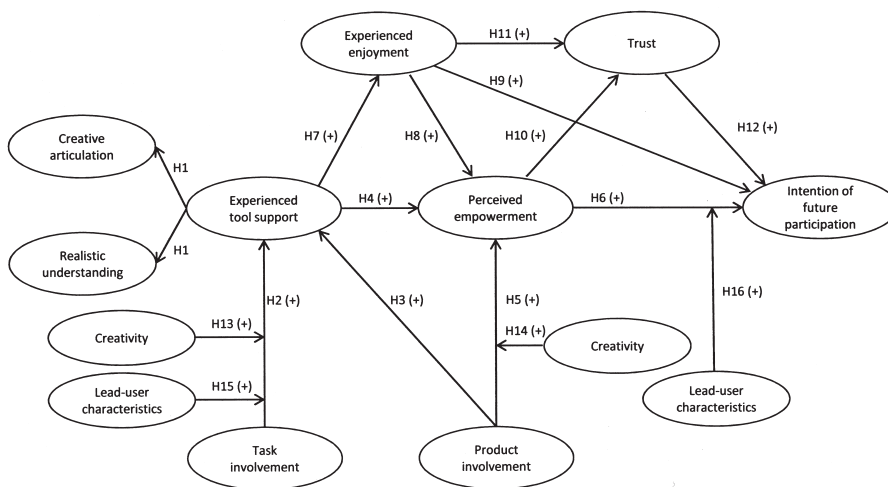 Experienced
enjoyment
H11 (+)
Trust
H9 (+)
Creative
articulation
H7 (+)
H8 (+)
H10 (+)
H12 (+)
H1
Experienced
tool support
H4 (+)
Perceived
empowerment
H6 (+)
Intention of
future
participation
H1
Realistic
understanding
H2 (+)
H3 (+)
H5 (+)
H16 (+)
Creativity
H13 (+)
H14 (+)
Creativity
Lead-user
characteristics
H15 (+)
Lead-user
characteristics
Task
involvement
Product
involvement